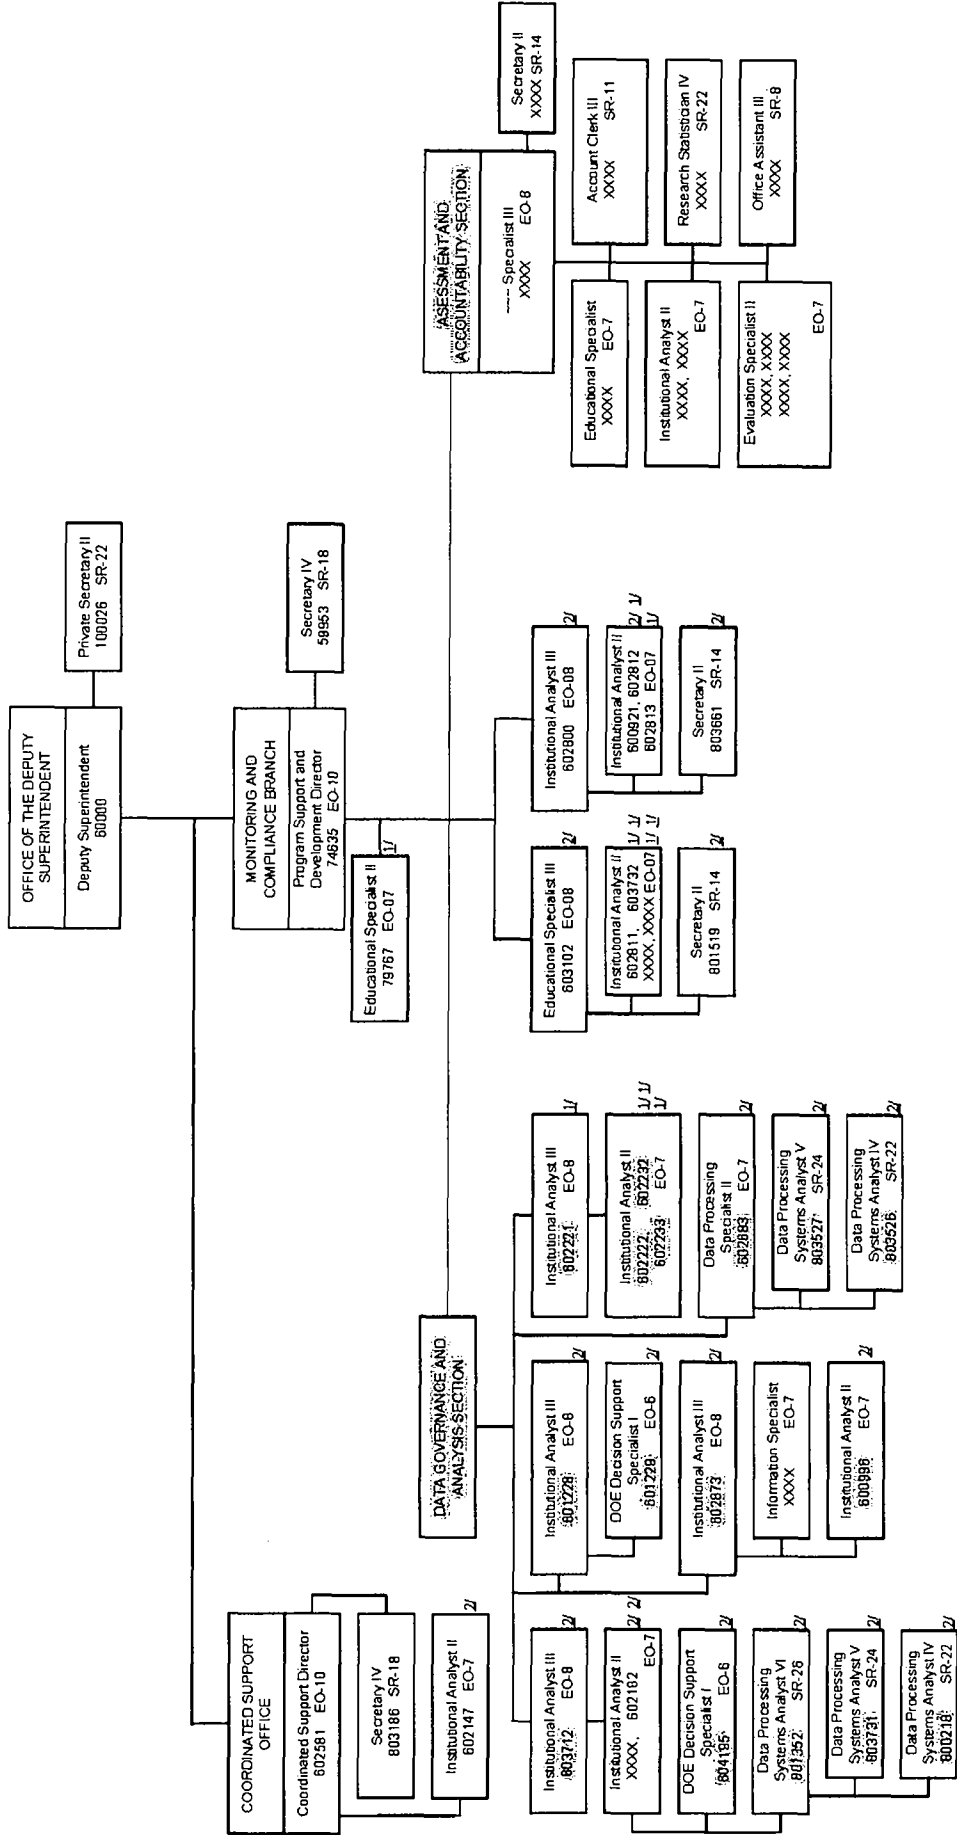 OFFICE OF THE DEPUTY
SUPERINTENDENT
Deputy Superintendent
60000
Private Secretary II
100026 SR-22
COORDINATED SUPPORT
OFFICE
Coordinated Support Director
602581 EO-10
Secretary IV
803186 SR-18
Institutional Analyst II
602147 EO-7
2/
MONITORING AND
COMPLIANCE BRANCH
Program Support and
Development Director
74635 EO-10
Secretary IV
59953 SR-18
Educational Specialist II
79767 EO-07
1/
DATA GOVERNANCE AND
ANALYSIS SECTION
Institutional Analyst III
803712 EO-8
2/
Institutional Analyst II
XXXX, 602182
EO-7
2/ 2/
DOE Decision Support
Specialist I
604195 EO-6
2/
Data Processing
Systems Analyst VI
801352 SR-26
2/
Data Processing
Systems Analyst V
803731 SR-24
2/
Data Processing
Systems Analyst IV
800218 SR-22
2/
Institutional Analyst III
601228 EO-8
2/
DOE Decision Support
Specialist I
601229 EO-6
2/
Institutional Analyst III
602873 EO-8
2/
Information Specialist
XXXX EO-7
Institutional Analyst II
600998 EO-7
2/
Institutional Analyst III
602221 EO-8
1/
Institutional Analyst II
602222, 602232
602233 EO-7
1/ 1/
1/
Data Processing
Specialist II
602883 EO-7
2/
Data Processing
Systems Analyst V
803527 SR-24
2/
Data Processing
Systems Analyst IV
803526 SR-22
2/
Educational Specialist III
603102 EO-08
2/
Institutional Analyst II
602811, 603732
XXXX, XXXX EO-07
1/ 1/
1/ 1/
Secretary II
801519 SR-14
2/
Institutional Analyst III
602800 EO-08
2/
Institutional Analyst II
600921, 602812
602813 EO-07
2/ 1/
1/
Secretary II
803661 SR-14
2/
ASESSMENT AND
ACCOUNTABILITY SECTION
---- Specialist III
XXXX EO-8
Secretary II
XXXX SR-14
Educational Specialist
XXXX EO-7
Account Clerk III
XXXX SR-11
Institutional Analyst II
XXXX, XXXX
EO-7
Research Statistician IV
XXXX SR-22
Evaluation Specialist II
XXXX, XXXX
XXXX, XXXX
EO-7
Office Assistant III
XXXX SR-8